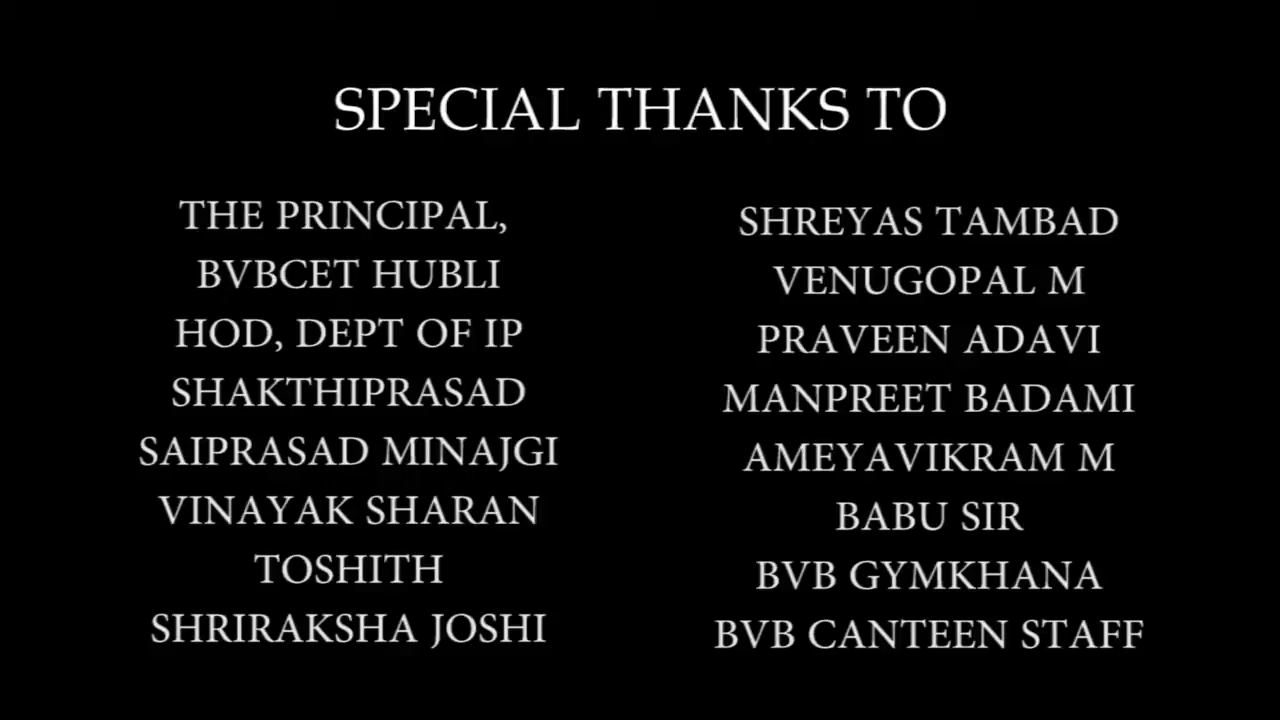 SPECIAL THANKS TO
THE PRINCIPAL,
BVBCET HUBLI
HOD, DEPT OF IP
SHAKTHIPRASAD
SAIPRASAD MINAJGI
VINAYAK SHARAN
TOSHITH
SHRIRAKSHA JOSHI
SHREYAS TAMBAD
VENUGOPAL M
PRAVEEN ADAVI
MANPREET BADAMI
AMEYAVIKRAM M
BABU SIR
BVB GYMKHANA
BVB CANTEEN STAFF